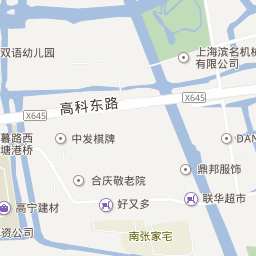 双语幼儿园
上海滨名机械
有限公司
X645
高科东路
X645
暮路西
塘港桥
中发棋牌
DAN
合庆敬老院
鼎邦服饰
高宁建材
好又多
联华超市
资公司
南张家宅